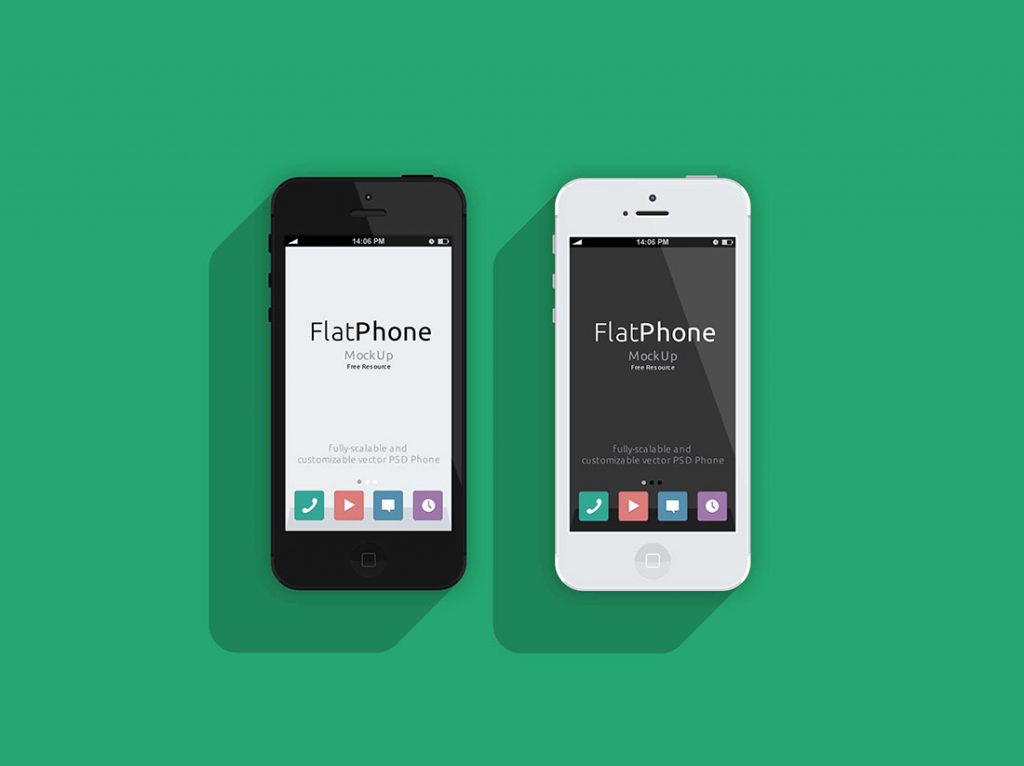 14:06 PM
FlatPhone
MockUp
Free Resource
fully-scalable and
customizable vector PSD Phone
14:06 PM
FlatPhone
MockUp
Free Resource
fully-scalable and
customizable vector PSD Phone